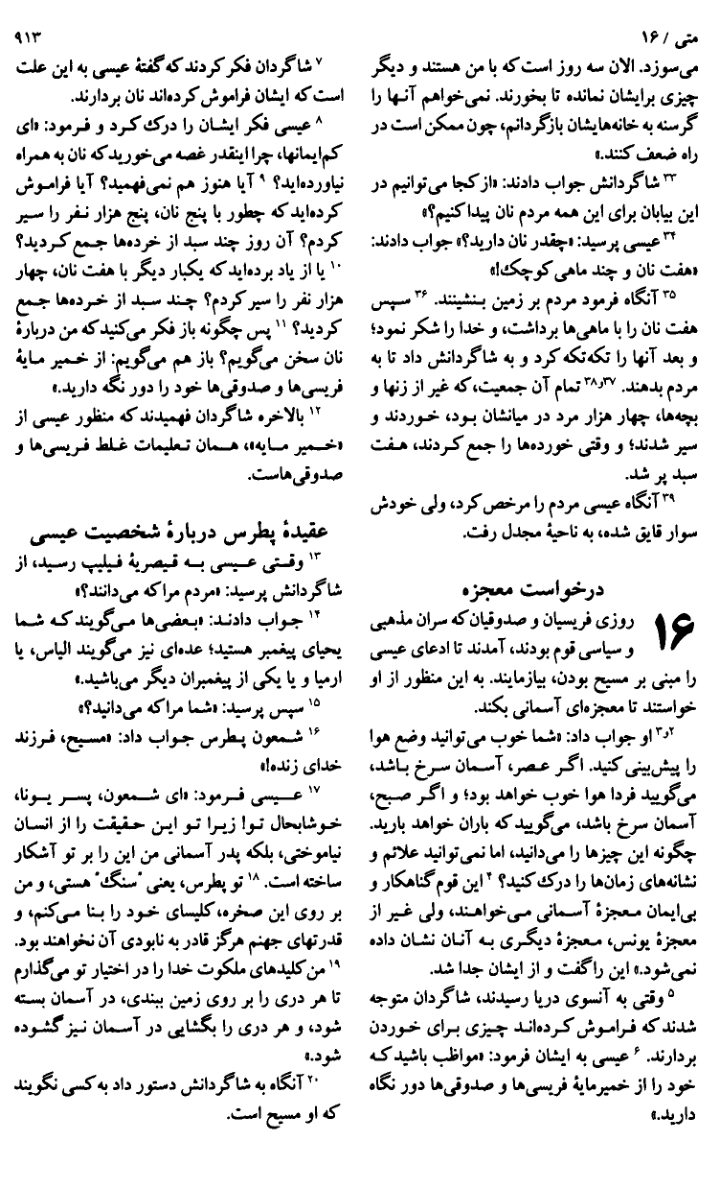 متی / ۱۶
۹۱۳
می‌سوزد. الان سه روز است که با من هستند و دیگر
چیزی برایشان نمانده تا بخورند. نمی‌خواهم آنها را
گرسنه به خانه‌هایشان بازگردانم، چون ممکن است در
راه ضعف کنند.»
۳۳ شاگردانش جواب دادند: «از کجا می‌توانیم در
این بیابان برای این همه مردم نان پیدا کنیم؟»
۳۴ عیسی پرسید: «چقدر نان دارید؟» جواب دادند:
«هفت نان و چند ماهی کوچک!»
۳۵ آنگاه فرمود مردم بر زمین بنشینند. ۳۶ سپس
هفت نان را با ماهی‌ها برداشت، و خدا را شکر نمود؛
و بعد آنها را تکه‌تکه کرد و به شاگردانش داد تا به
مردم بدهند. ۳۷و۳۸ تمام آن جمعیت، که غیر از زنها و
بچه‌ها، چهار هزار مرد در میانشان بود، خوردند و
سیر شدند؛ و وقتی خورده‌ها را جمع کردند، هفت
سبد پر شد.
۳۹ آنگاه عیسی مردم را مرخص کرد، ولی خودش
سوار قایق شده، به ناحیهٔ مجدل رفت.
درخواست معجزه
۱۶ روزی فریسیان و صدوقیان که سران مذهبی
و سیاسی قوم بودند، آمدند تا ادعای عیسی
را مبنی بر مسیح بودن، بیازمایند. به این منظور از او
خواستند تا معجزه‌ای آسمانی بکند.
۲و۳ او جواب داد: «شما خوب می‌توانید وضع هوا
را پیش‌بینی کنید. اگر عصر، آسمان سرخ باشد،
می‌گویید فردا هوا خوب خواهد بود؛ و اگر صبح،
آسمان سرخ باشد، می‌گویید که باران خواهد بارید.
چگونه این چیزها را می‌دانید، اما نمی‌توانید علائم و
نشانه‌های زمان‌ها را درک کنید؟ ۴ این قوم گناهکار و
بی‌ایمان معجزهٔ آسمانی می‌خواهند، ولی غیر از
معجزهٔ یونس، معجزهٔ دیگری به آنان نشان داده
نمی‌شود.» این را گفت و از ایشان جدا شد.
۵ وقتی به آنسوی دریا رسیدند، شاگردان متوجه
شدند که فراموش کرده‌اند چیزی برای خوردن
بردارند. ۶ عیسی به ایشان فرمود: «مواظب باشید که
خود را از خمیرمایهٔ فریسی‌ها و صدوقی‌ها دور نگاه
دارید.»
۷ شاگردان فکر کردند که گفتهٔ عیسی به این علت
است که ایشان فراموش کرده‌اند نان بردارند.
۸ عیسی فکر ایشان را درک کرد و فرمود: «ای
کم‌ایمانها، چرا اینقدر غصه می‌خورید که نان به همراه
نیاورده‌اید؟ ۹ آیا هنوز هم نمی‌فهمید؟ آیا فراموش
کرده‌اید که چطور با پنج نان، پنج هزار نفر را سیر
کردم؟ آن روز چند سبد از خرده‌ها جمع کردید؟
۱۰ یا از یاد برده‌اید که یکبار دیگر با هفت نان، چهار
هزار نفر را سیر کردم؟ چند سبد از خرده‌ها جمع
کردید؟ ۱۱ پس چگونه باز فکر می‌کنید که من دربارهٔ
نان سخن می‌گویم؟ باز هم می‌گویم: از خمیر مایهٔ
فریسی‌ها و صدوقی‌ها خود را دور نگه دارید.»
۱۲ بالاخره شاگردان فهمیدند که منظور عیسی از
«خمیر مایه»، همان تعلیمات غلط فریسی‌ها و
صدوقی‌هاست.
عقیدهٔ پطرس دربارهٔ شخصیت عیسی
۱۳ وقتی عیسی به قیصریهٔ فیلیپ رسید، از
شاگردانش پرسید: «مردم مرا که می‌دانند؟»
۱۴ جواب دادند: «بعضی‌ها می‌گویند که شما
یحیای پیغمبر هستید؛ عده‌ای نیز می‌گویند الیاس، یا
ارمیا و یا یکی از پیغمبران دیگر می‌باشید.»
۱۵ سپس پرسید: «شما مرا که می‌دانید؟»
۱۶ شمعون پطرس جواب داد: «مسیح، فرزند
خدای زنده!»
۱۷ عیسی فرمود: «ای شمعون، پسر یونا،
خوشابحال تو! زیرا تو این حقیقت را از انسان
نیاموختی، بلکه پدر آسمانی من این را بر تو آشکار
ساخته است. ۱۸ تو پطرس، یعنی "سنگ" هستی، و من
بر روی این صخره، کلیسای خود را بنا می‌کنم، و
قدرتهای جهنم هرگز قادر به نابودی آن نخواهند بود.
۱۹ من کلیدهای ملکوت خدا را در اختیار تو می‌گذارم
تا هر دری را بر روی زمین ببندی، در آسمان بسته
شود، و هر دری را بگشایی در آسمان نیز گشوده
شود.»
۲۰ آنگاه به شاگردانش دستور داد به کسی نگویند
که او مسیح است.